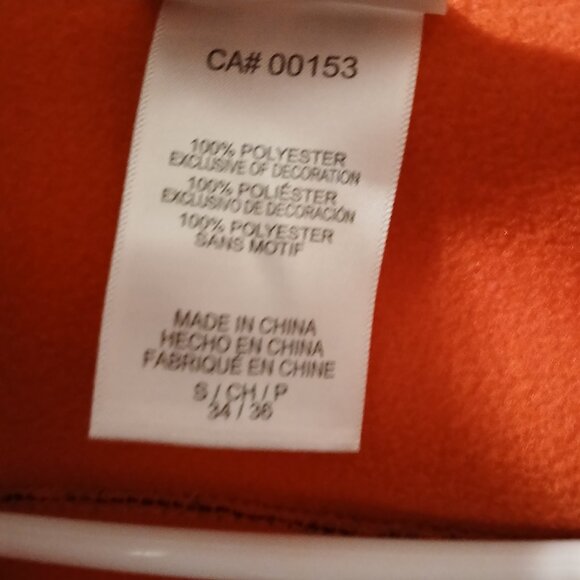 CA# 00153
100% POLYESTER
EXCLUSIVE OF DECORATION
100% POLIÉSTER
EXCLUSIVO DE DECORACIÓN
100% POLYESTER
SANS MOTIF
MADE IN CHINA
HECHO EN CHINA
FABRIQUÉ EN CHINE
S / CH / P
34 / 36